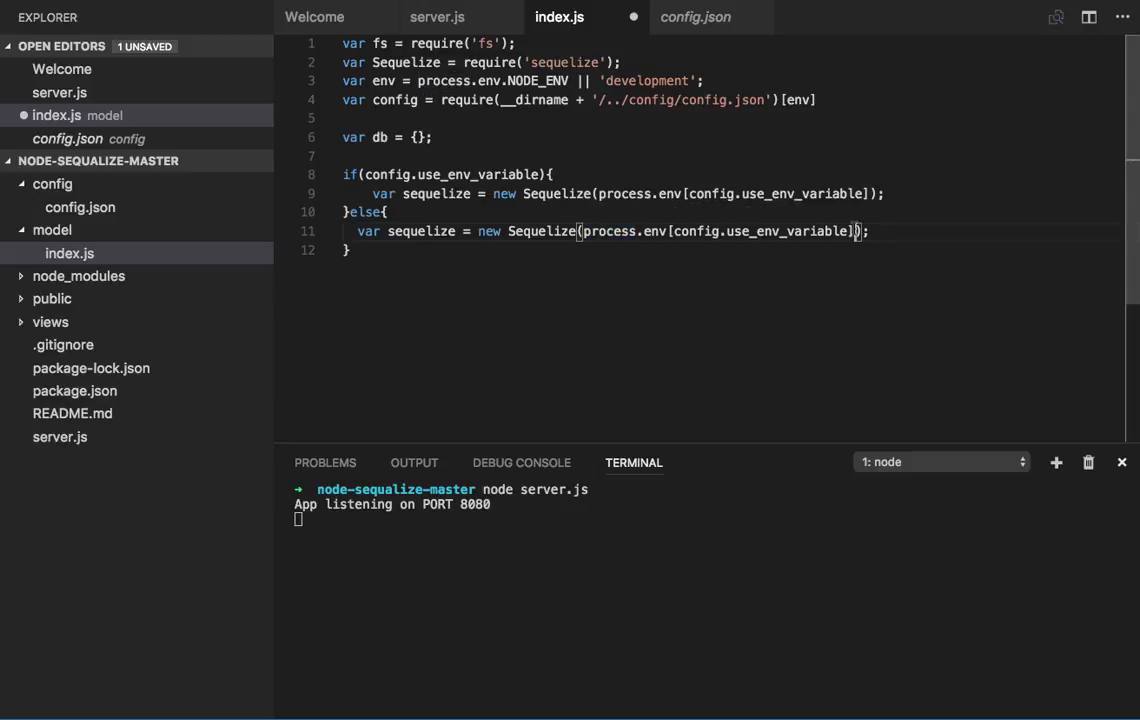 EXPLORER
OPEN EDITORS 1 UNSAVED
Welcome
server.js
index.js model
config.json config
NODE-SEQUALIZE-MASTER
config
config.json
model
index.js
node_modules
public
views
.gitignore
package-lock.json
package.json
README.md
server.js
Welcome server.js index.js config.json
1 var fs = require('fs');
2 var Sequelize = require('sequelize');
3 var env = process.env.NODE_ENV || 'development';
4 var config = require(__dirname + '/../config/config.json')[env]
5
6 var db = {};
7
8 if(config.use_env_variable){
9 var sequelize = new Sequelize(process.env[config.use_env_variable]);
10 }else{
11 var sequelize = new Sequelize(process.env[config.use_env_variable]);
12 }
PROBLEMS OUTPUT DEBUG CONSOLE TERMINAL 1: node
→ node-sequalize-master node server.js
App listening on PORT 8080